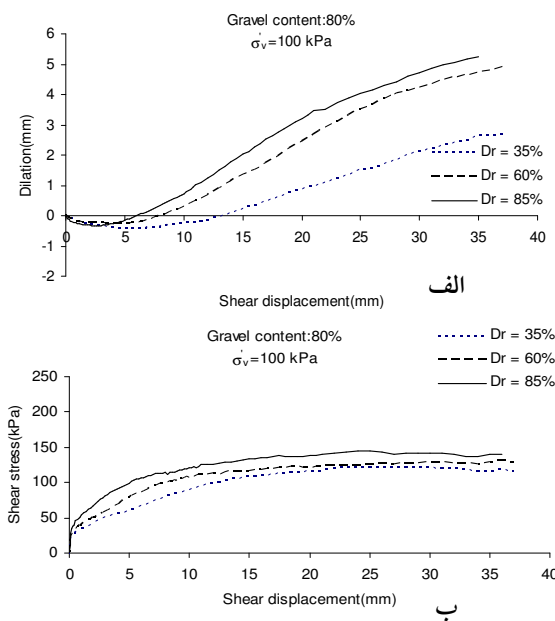 Gravel content:80%
σ'v=100 kPa
Dilation(mm)
6
5
4
3
2
1
0
-1
-2
0 5 10 15 20 25 30 35 40
Dr = 35%
Dr = 60%
Dr = 85%
Shear displacement(mm)
الف
Gravel content:80%
σ'v=100 kPa
Dr = 35%
Dr = 60%
Dr = 85%
Shear stress(kPa)
250
200
150
100
50
0
0 5 10 15 20 25 30 35 40
Shear displacement(mm)
ب